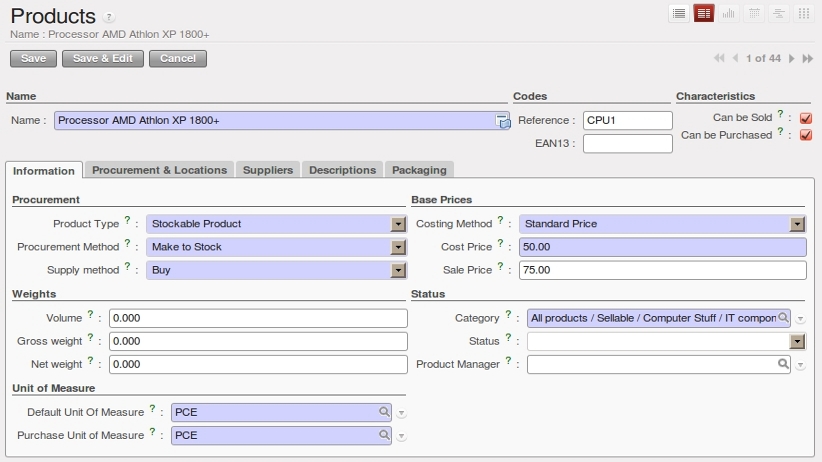 Products ?
Name : Processor AMD Athlon XP 1800+
Save Save & Edit Cancel 1 of 44
Name Codes Characteristics
Name : Processor AMD Athlon XP 1800+ Reference : CPU1 Can be Sold ? :
EAN13 : Can be Purchased ? :
Information Procurement & Locations Suppliers Descriptions Packaging
Procurement Base Prices
Product Type ? : Stockable Product Costing Method ? : Standard Price
Procurement Method ? : Make to Stock Cost Price ? : 50.00
Supply method ? : Buy Sale Price ? : 75.00
Weights Status
Volume ? : 0.000 Category ? : All products / Sellable / Computer Stuff / IT compon
Gross weight ? : 0.000 Status ? :
Net weight ? : 0.000 Product Manager ? :
Unit of Measure
Default Unit Of Measure ? : PCE
Purchase Unit of Measure ? : PCE